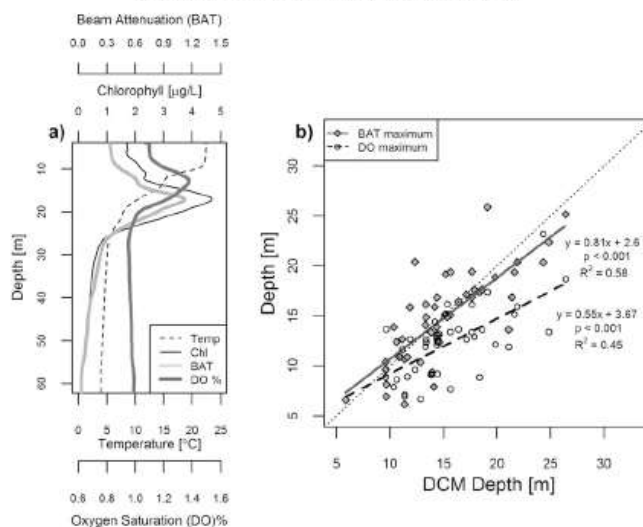 Beam Attenuation (BAT)
0.0 0.3 0.6 0.9 1.2 1.5
Chlorophyll [µg/L]
0 1 2 3 4 5
a)
10
20
30
40
50
60
Depth [m]
Temp
Chl
BAT
DO %
0 5 10 15 20 25
Temperature [°C]
0.6 0.8 1.0 1.2 1.4 1.6
Oxygen Saturation (DO)%
b)
BAT maximum
DO maximum
30
25
20
15
10
5
Depth [m]
y = 0.81x + 2.6
p < 0.001
R² = 0.58
y = 0.55x + 3.67
p < 0.001
R² = 0.45
5 10 15 20 25 30
DCM Depth [m]